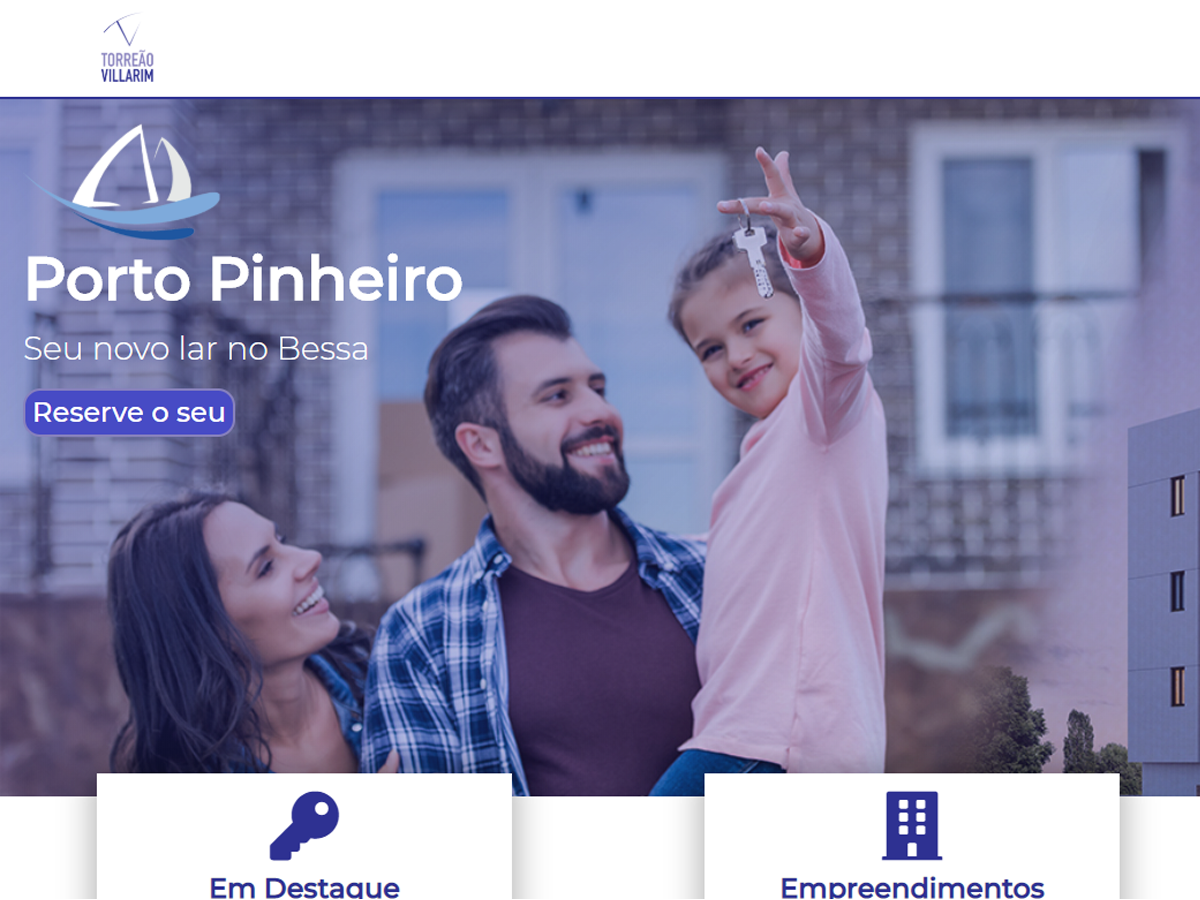 TORREÃO
VILLARIM
Porto Pinheiro
Seu novo lar no Bessa
Reserve o seu
Em Destaque
Empreendimentos